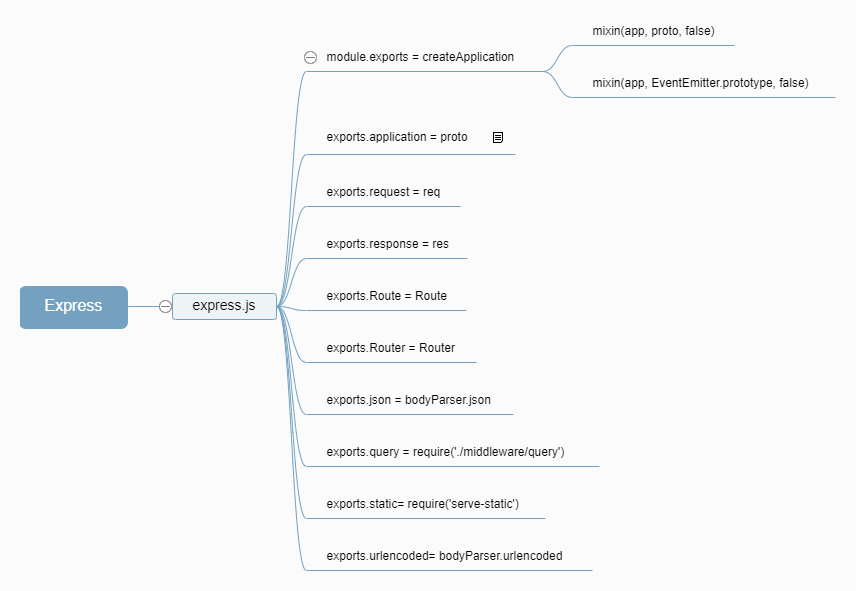 mixin(app, proto, false)
module.exports = createApplication
mixin(app, EventEmitter.prototype, false)
exports.application = proto
exports.request = req
exports.response = res
exports.Route = Route
Express
express.js
exports.Router = Router
exports.json = bodyParser.json
exports.query = require('./middleware/query')
exports.static= require('serve-static')
exports.urlencoded= bodyParser.urlencoded